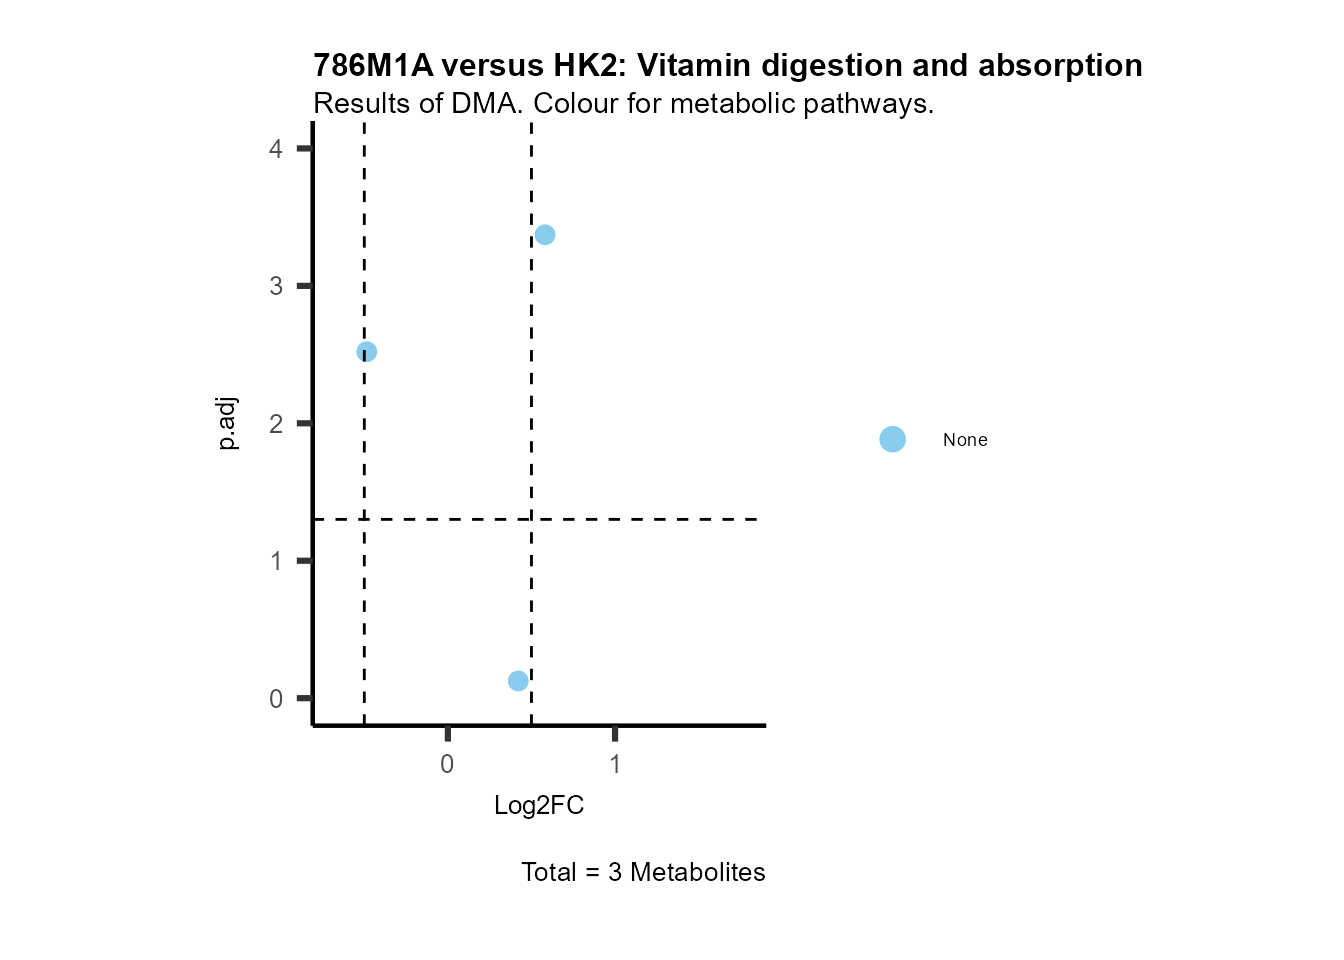 786M1A versus HK2: Vitamin digestion and absorption
Results of DMA. Colour for metabolic pathways.
4
3
2
1
0
p.adj
None
0 1
Log2FC
Total = 3 Metabolites